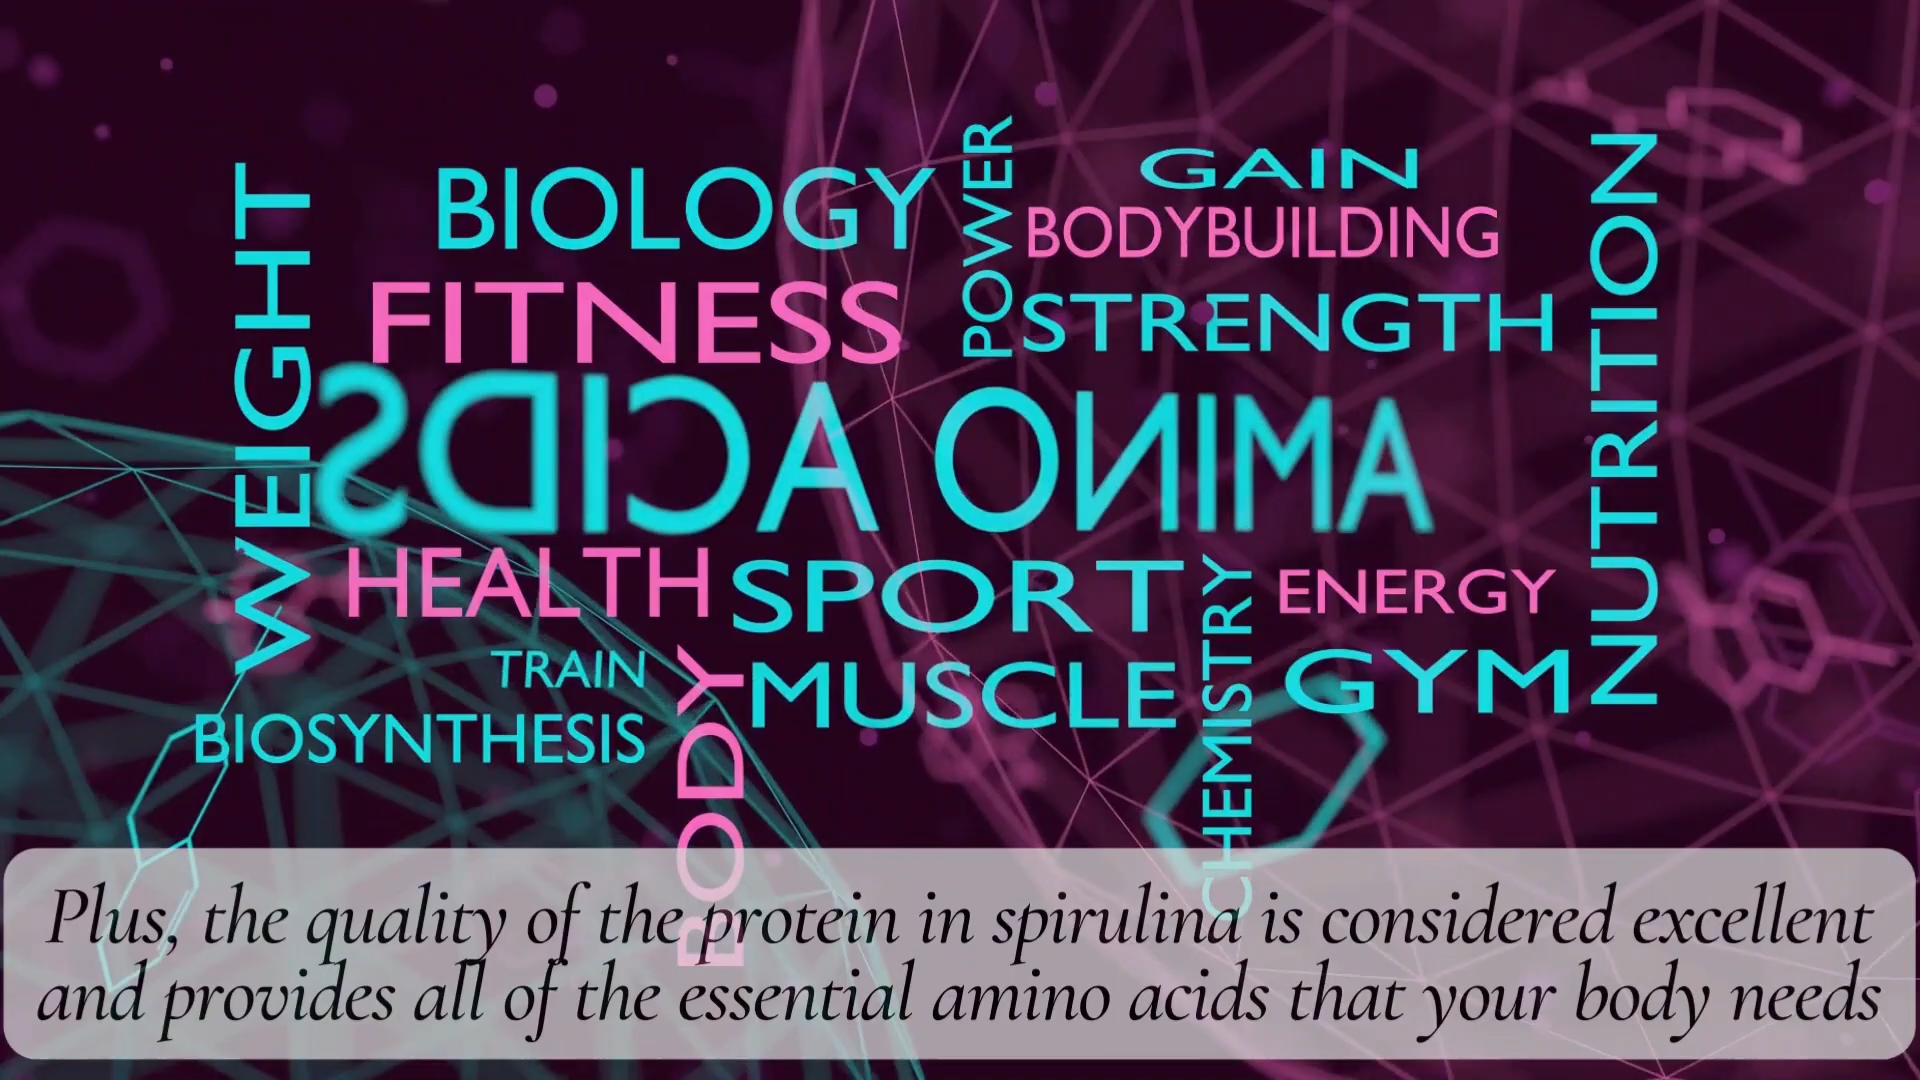 WEIGHT
BIOLOGY
POWER
GAIN
BODYBUILDING
NUTRITION
FITNESS
STRENGTH
AMINO ACIDS
HEALTH
SPORT
CHEMISTRY
ENERGY
TRAIN
BODY
MUSCLE
GYM
BIOSYNTHESIS
Plus, the quality of the protein in spirulina is considered excellent
and provides all of the essential amino acids that your body needs